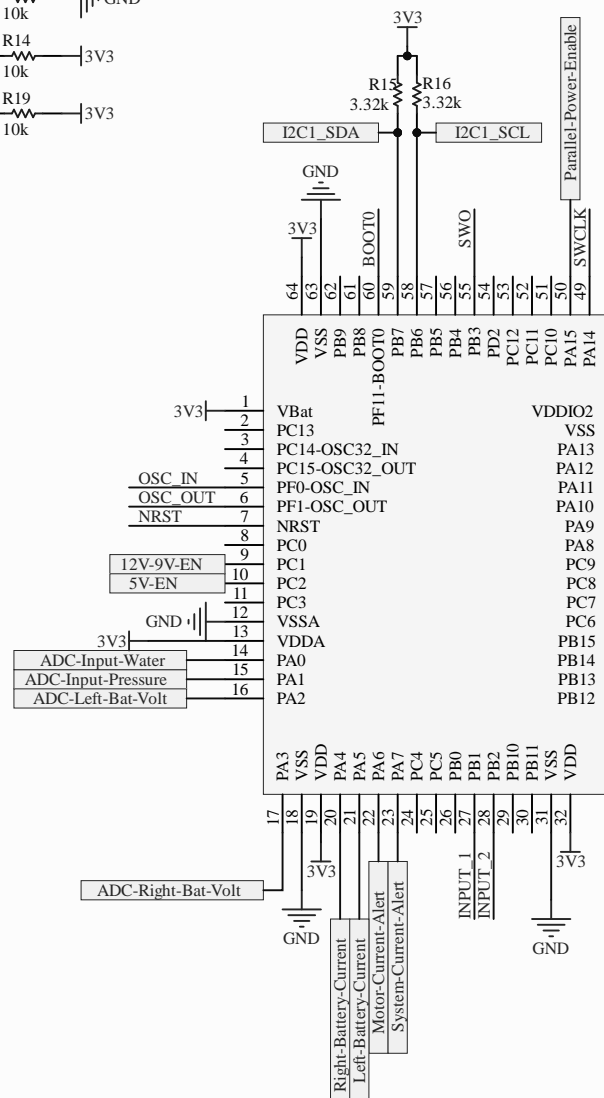 10k
GND
R14
10k
3V3
R19
10k
3V3
3V3
R15
3.32k
R16
3.32k
I2C1_SDA
I2C1_SCL
Parallel-Power-Enable
GND
3V3
BOOT0
SWO
SWCLK
64
63
62
61
60
59
58
57
56
55
54
53
52
51
50
49
VDD
VSS
PB9
PB8
PF11-BOOT0
PB7
PB6
PB5
PB4
PB3
PD2
PC12
PC11
PC10
PA15
PA14
3V3 1 VBat
2 PC13
3 PC14-OSC32_IN
4 PC15-OSC32_OUT
OSC_IN 5 PF0-OSC_IN
OSC_OUT 6 PF1-OSC_OUT
NRST 7 NRST
8 PC0
12V-9V-EN 9 PC1
5V-EN 10 PC2
11 PC3
GND 12 VSSA
3V3 13 VDDA
ADC-Input-Water 14 PA0
ADC-Input-Pressure 15 PA1
ADC-Left-Bat-Volt 16 PA2
VDDIO2
VSS
PA13
PA12
PA11
PA10
PA9
PA8
PC9
PC8
PC7
PC6
PB15
PB14
PB13
PB12
PA3
VSS
VDD
PA4
PA5
PA6
PA7
PC4
PC5
PB0
PB1
PB2
PB10
PB11
VSS
VDD
17
18
19
20
21
22
23
24
25
26
27
28
29
30
31
32
ADC-Right-Bat-Volt
GND
3V3
Right-Battery-Current
Left-Battery-Current
Motor-Current-Alert
System-Current-Alert
INPUT_1
INPUT_2
GND
3V3